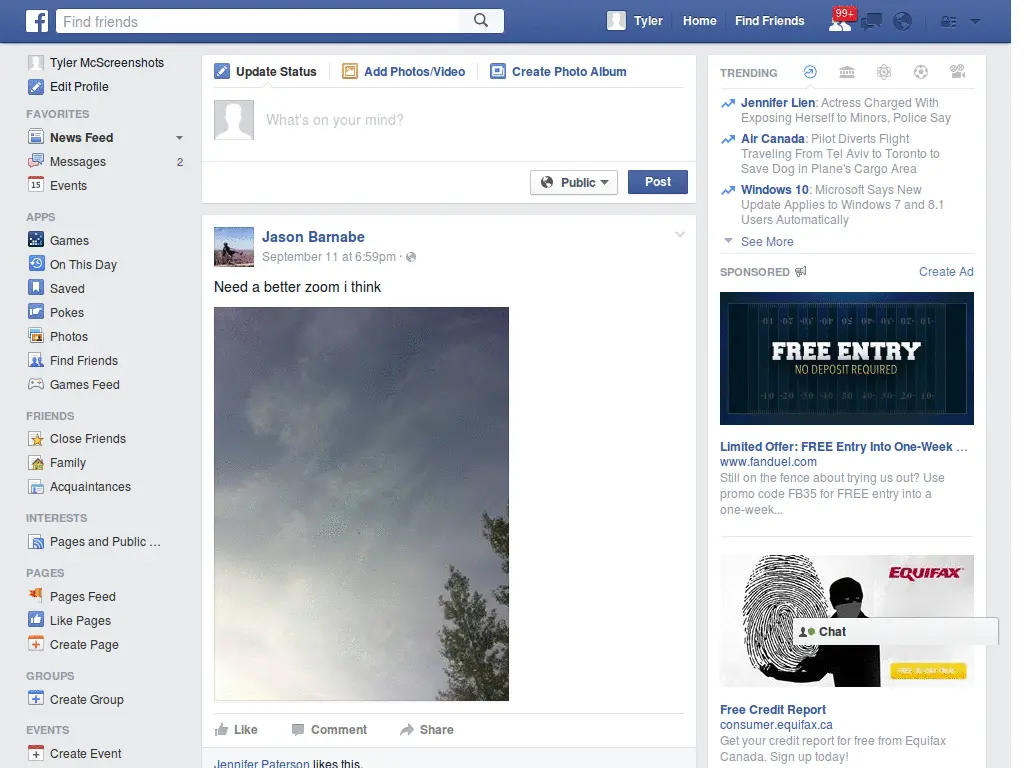 Find friends
Tyler
Home
Find Friends
99+
Tyler McScreenshots
Edit Profile
FAVORITES
News Feed
Messages
2
Events
APPS
Games
On This Day
Saved
Pokes
Photos
Find Friends
Games Feed
FRIENDS
Close Friends
Family
Acquaintances
INTERESTS
Pages and Public ...
PAGES
Pages Feed
Like Pages
Create Page
GROUPS
Create Group
EVENTS
Create Event
Update Status
Add Photos/Video
Create Photo Album
What's on your mind?
Public
Post
Jason Barnabe
September 11 at 6:59pm ·
Need a better zoom i think
Like
Comment
Share
Jennifer Paterson likes this.
TRENDING
Jennifer Lien: Actress Charged With
Exposing Herself to Minors, Police Say
Air Canada: Pilot Diverts Flight
Traveling From Tel Aviv to Toronto to
Save Dog in Plane's Cargo Area
Windows 10: Microsoft Says New
Update Applies to Windows 7 and 8.1
Users Automatically
See More
SPONSORED
Create Ad
FREE ENTRY
NO DEPOSIT REQUIRED
Limited Offer: FREE Entry Into One-Week ...
www.fanduel.com
Still on the fence about trying us out? Use
promo code FB35 for FREE entry into a
one-week...
EQUIFAX
Chat
Free Credit Report
consumer.equifax.ca
Get your credit report for free from Equifax
Canada. Sign up today!